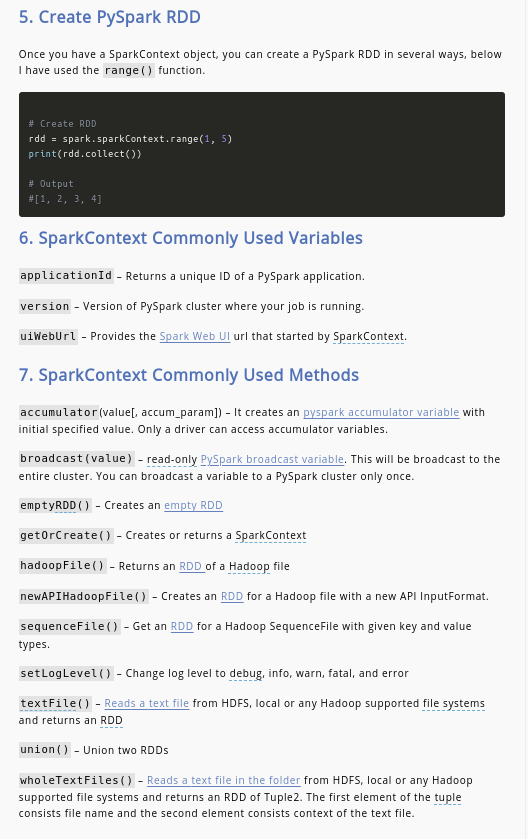 5. Create PySpark RDD
Once you have a SparkContext object, you can create a PySpark RDD in several ways, below
I have used the range() function.
# Create RDD
rdd = spark.sparkContext.range(1, 5)
print(rdd.collect())
# Output
#[1, 2, 3, 4]
6. SparkContext Commonly Used Variables
applicationId – Returns a unique ID of a PySpark application.
version – Version of PySpark cluster where your job is running.
uiWebUrl – Provides the Spark Web UI url that started by SparkContext.
7. SparkContext Commonly Used Methods
accumulator(value[, accum_param]) – It creates an pyspark accumulator variable with
initial specified value. Only a driver can access accumulator variables.
broadcast(value) – read-only PySpark broadcast variable. This will be broadcast to the
entire cluster. You can broadcast a variable to a PySpark cluster only once.
emptyRDD() – Creates an empty RDD
getOrCreate() – Creates or returns a SparkContext
hadoopFile() – Returns an RDD of a Hadoop file
newAPIHadoopFile() – Creates an RDD for a Hadoop file with a new API InputFormat.
sequenceFile() – Get an RDD for a Hadoop SequenceFile with given key and value
types.
setLogLevel() – Change log level to debug, info, warn, fatal, and error
textFile() – Reads a text file from HDFS, local or any Hadoop supported file systems
and returns an RDD
union() – Union two RDDs
wholeTextFiles() – Reads a text file in the folder from HDFS, local or any Hadoop
supported file systems and returns an RDD of Tuple2. The first element of the tuple
consists file name and the second element consists context of the text file.